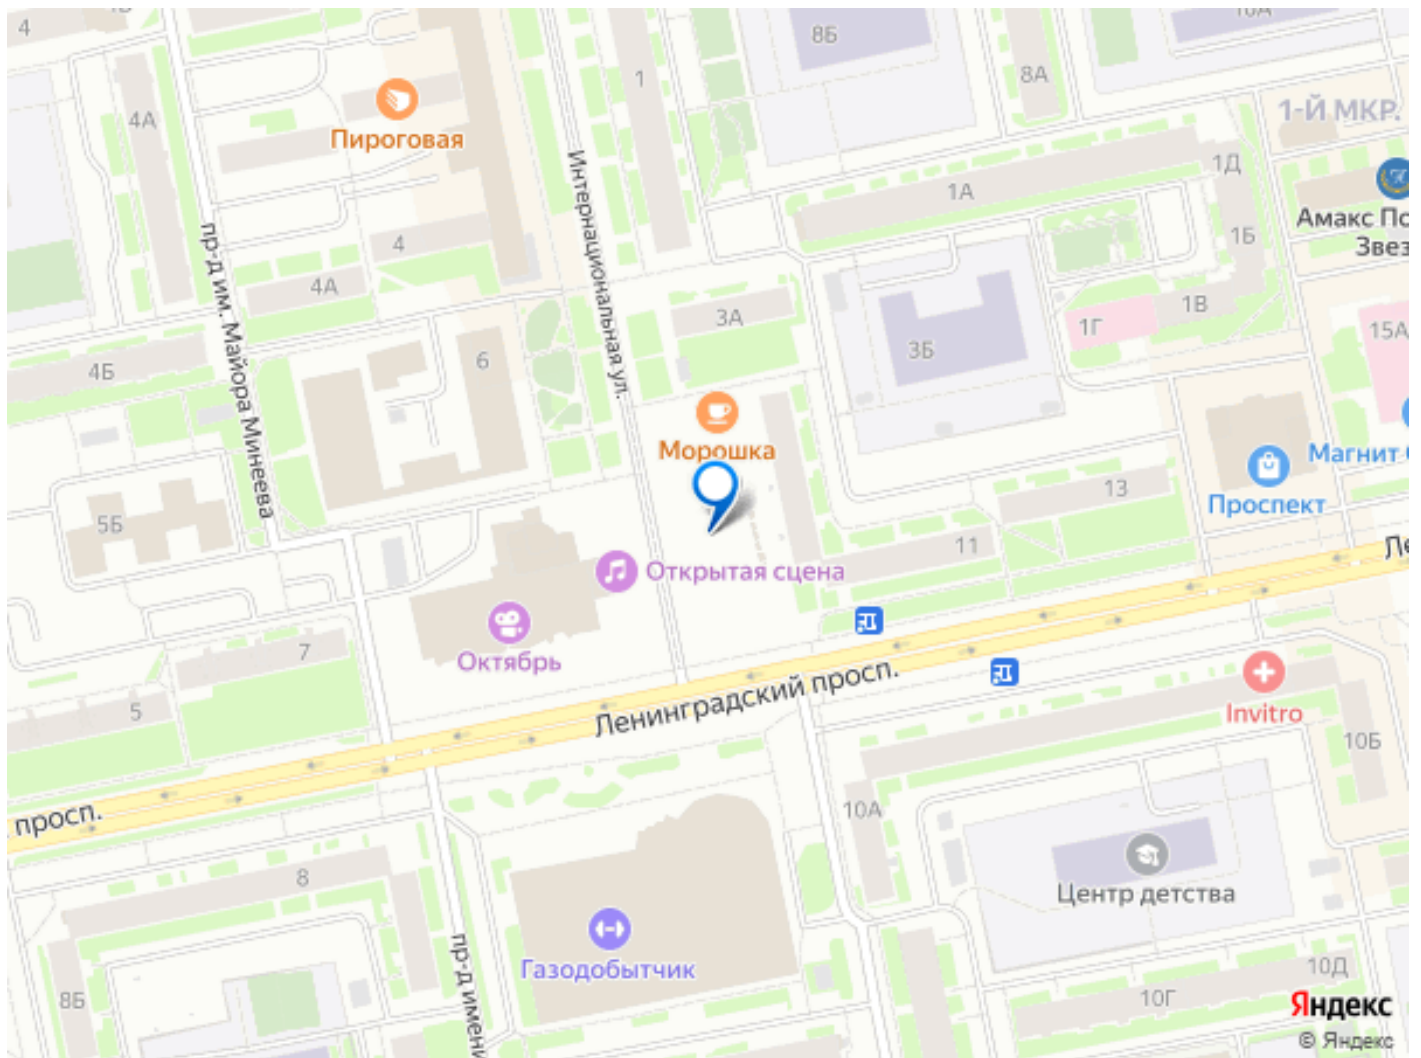 4
8Б
8А
1
1-Й МКР.
4А
Пироговая
1Д
1А
Амакс По
Звез
1Б
4
пр-д им. Майора Минеева
Интернациональная ул.
4А
3А
1В
1Г
15А
3Б
6
4Б
Морошка
Магнит
Проспект
13
5Б
11
Открытая сцена
Октябрь
7
5
Ленинградский просп.
Invitro
10Б
просп.
10А
8
Центр детства
Газодобытчик
пр-д имени
8Б
10Д
10Г
Яндекс
© Яндекс